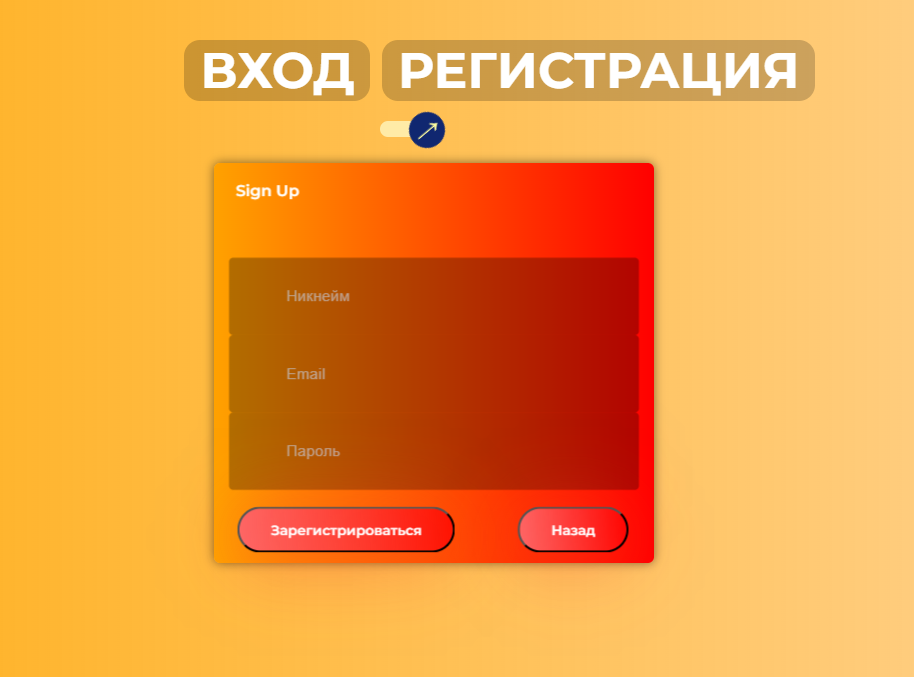 ВХОД РЕГИСТРАЦИЯ
Sign Up
Никнейм
Email
Пароль
Зарегистрироваться Назад